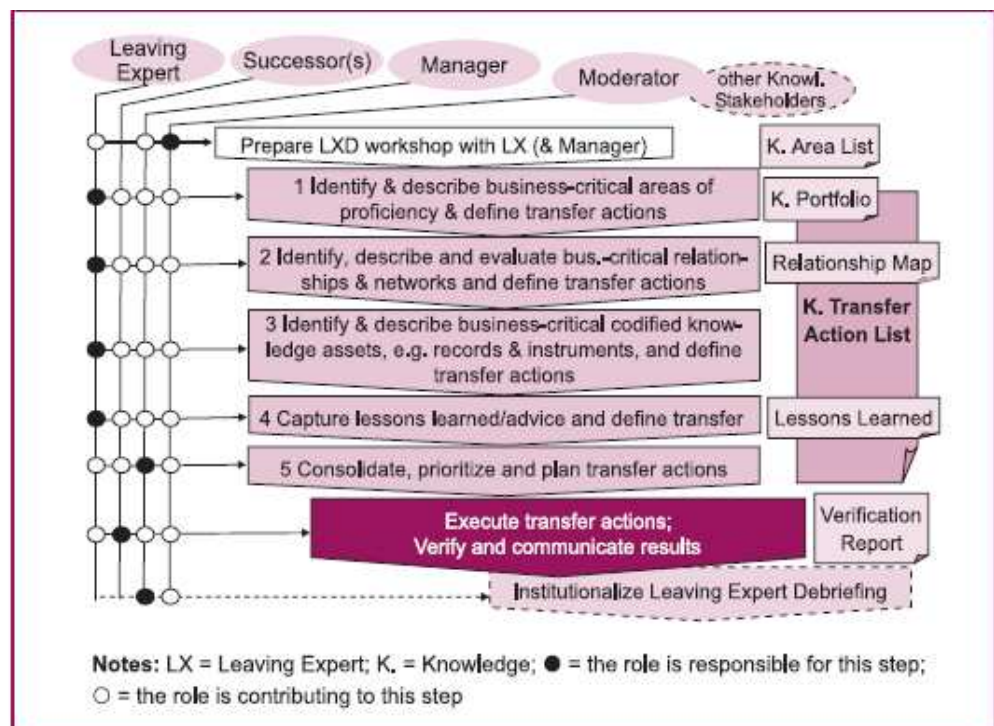 Leaving
Expert
Successor(s)
Manager
Moderator
other Knowl.
Stakeholders
Prepare LXD workshop with LX (& Manager)
K. Area List
1 Identify & describe business-critical areas of
proficiency & define transfer actions
K. Portfolio
2 Identify, describe and evaluate bus.-critical relation-
ships & networks and define transfer actions
Relationship Map
3 Identify & describe business-critical codified know-
ledge assets, e.g. records & instruments, and define
transfer actions
K. Transfer
Action List
4 Capture lessons learned/advice and define transfer
Lessons Learned
5 Consolidate, prioritize and plan transfer actions
Execute transfer actions;
Verify and communicate results
Verification
Report
Institutionalize Leaving Expert Debriefing
Notes: LX = Leaving Expert; K. = Knowledge; ● = the role is responsible for this step;
○ = the role is contributing to this step